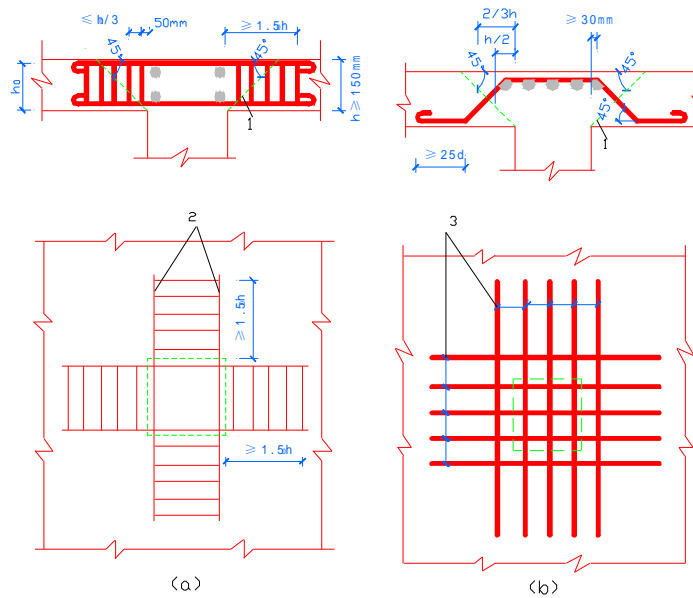 ≤ h/3
50mm
≥ 1.5h
45°
45°
h0
h≥150mm
1
2/3h
h/2
≥ 30mm
45°
45°
45°
≥ 25d
1
2
≥ 1.5h
≥ 1.5h
3
(a)
(b)